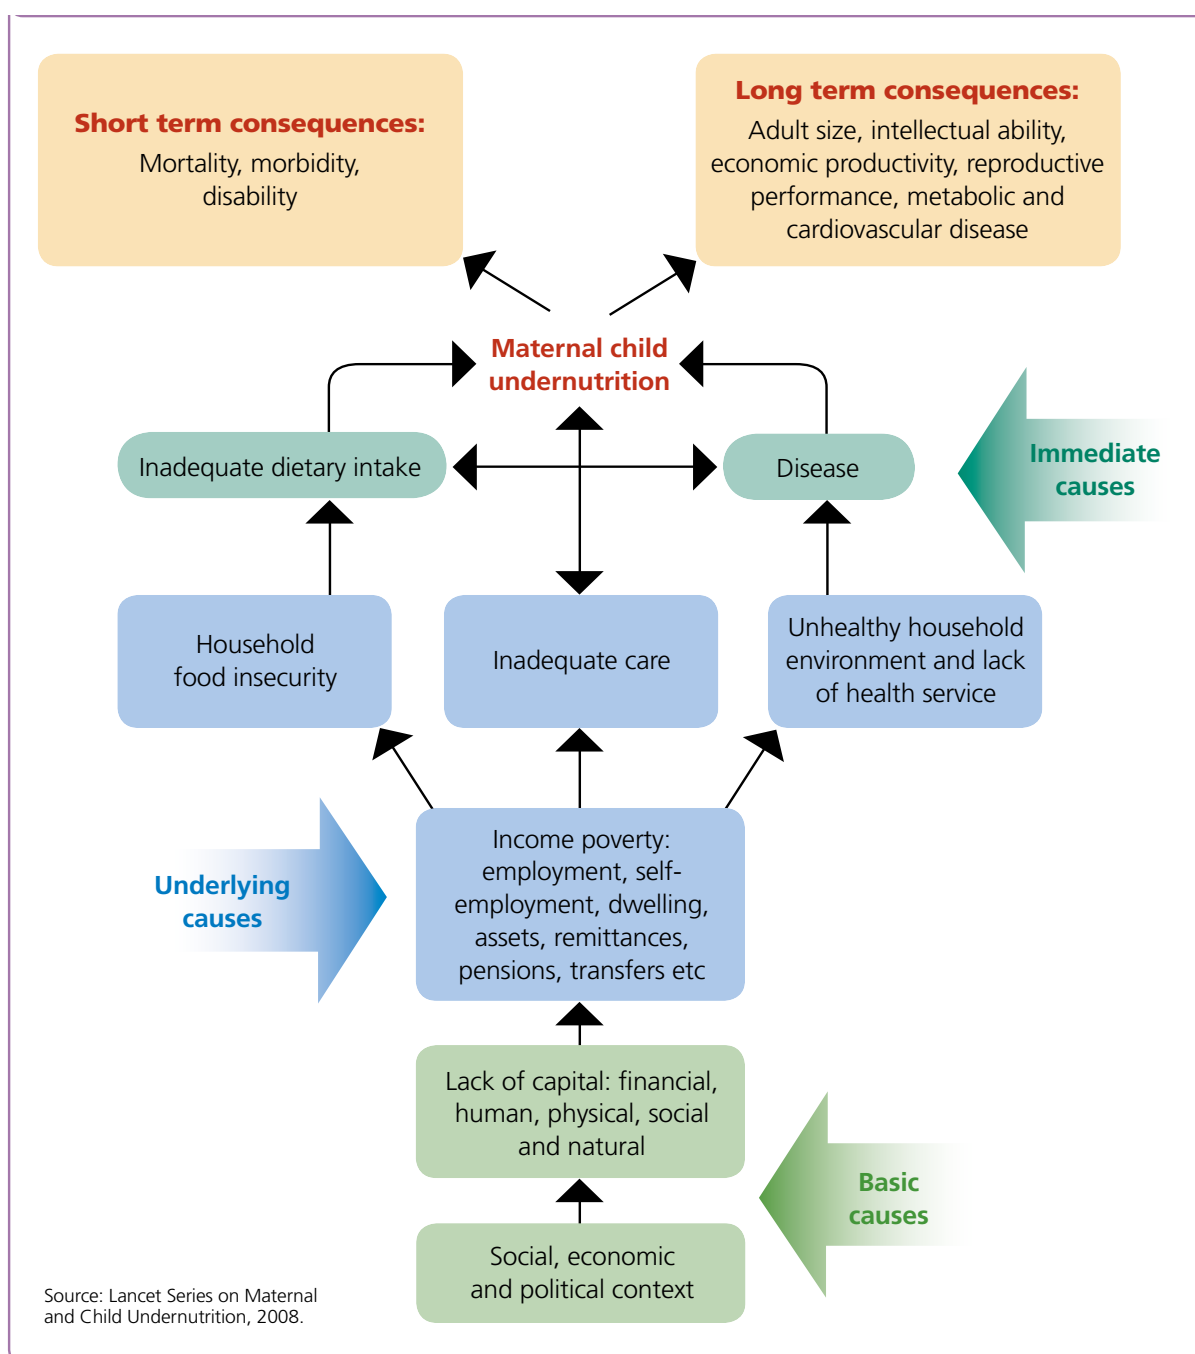 Short term consequences:
Mortality, morbidity,
disability
Long term consequences:
Adult size, intellectual ability,
economic productivity, reproductive
performance, metabolic and
cardiovascular disease
Maternal child
undernutrition
Inadequate dietary intake
Disease
Immediate
causes
Household
food insecurity
Inadequate care
Unhealthy household
environment and lack
of health service
Underlying
causes
Income poverty:
employment, self-
employment, dwelling,
assets, remittances,
pensions, transfers etc
Lack of capital: financial,
human, physical, social
and natural
Basic
causes
Social, economic
and political context
Source: Lancet Series on Maternal
and Child Undernutrition, 2008.